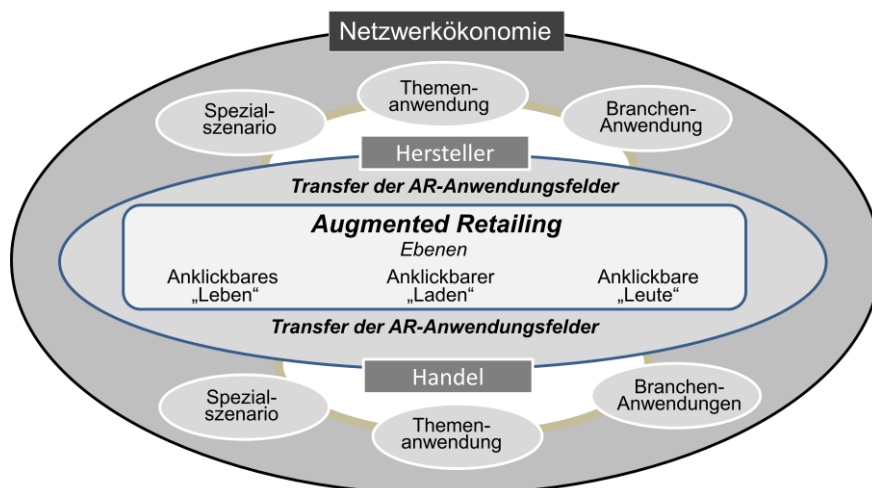 Netzwerkökonomie
Themen-
anwendung
Spezial-
szenario
Branchen-
Anwendung
Hersteller
Transfer der AR-Anwendungsfelder
Augmented Retailing
Ebenen
Anklickbares
„Leben“
Anklickbarer
„Laden“
Anklickbare
„Leute“
Transfer der AR-Anwendungsfelder
Handel
Spezial-
szenario
Themen-
anwendung
Branchen-
Anwendungen